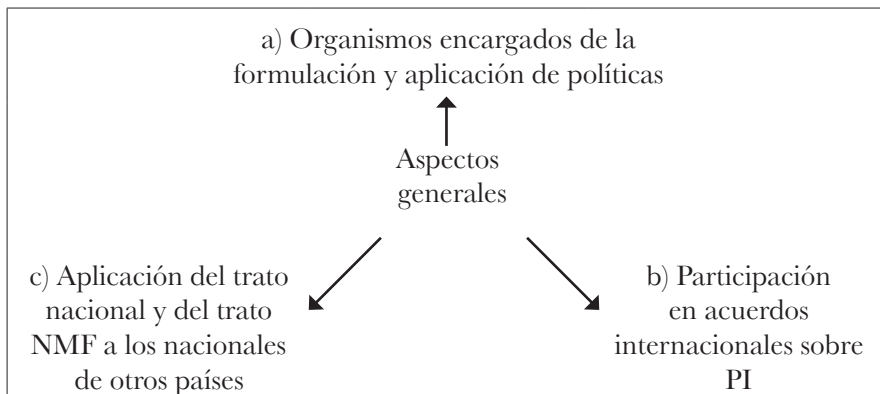 a) Organismos encargados de la
formulación y aplicación de políticas
Aspectos
generales
c) Aplicación del trato
nacional y del trato
NMF a los nacionales
de otros países
b) Participación
en acuerdos
internacionales sobre
PI